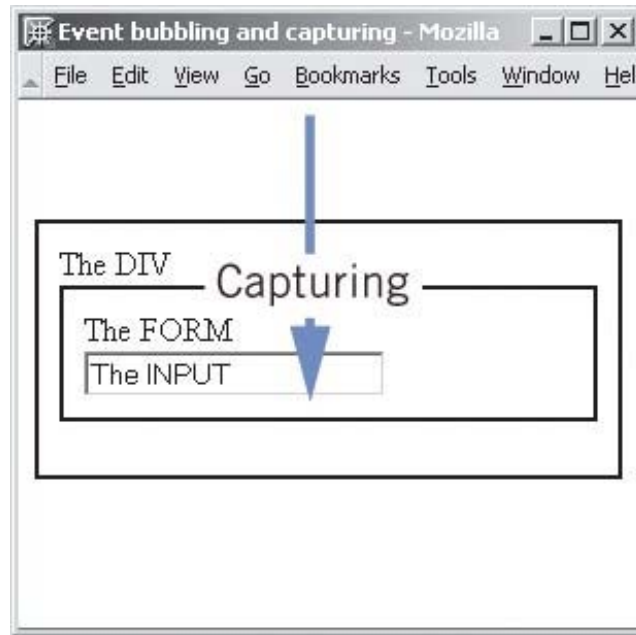 Event bubbling and capturing - Mozilla
File Edit View Go Bookmarks Tools Window Hel
The DIV
Capturing
The FORM
The INPUT